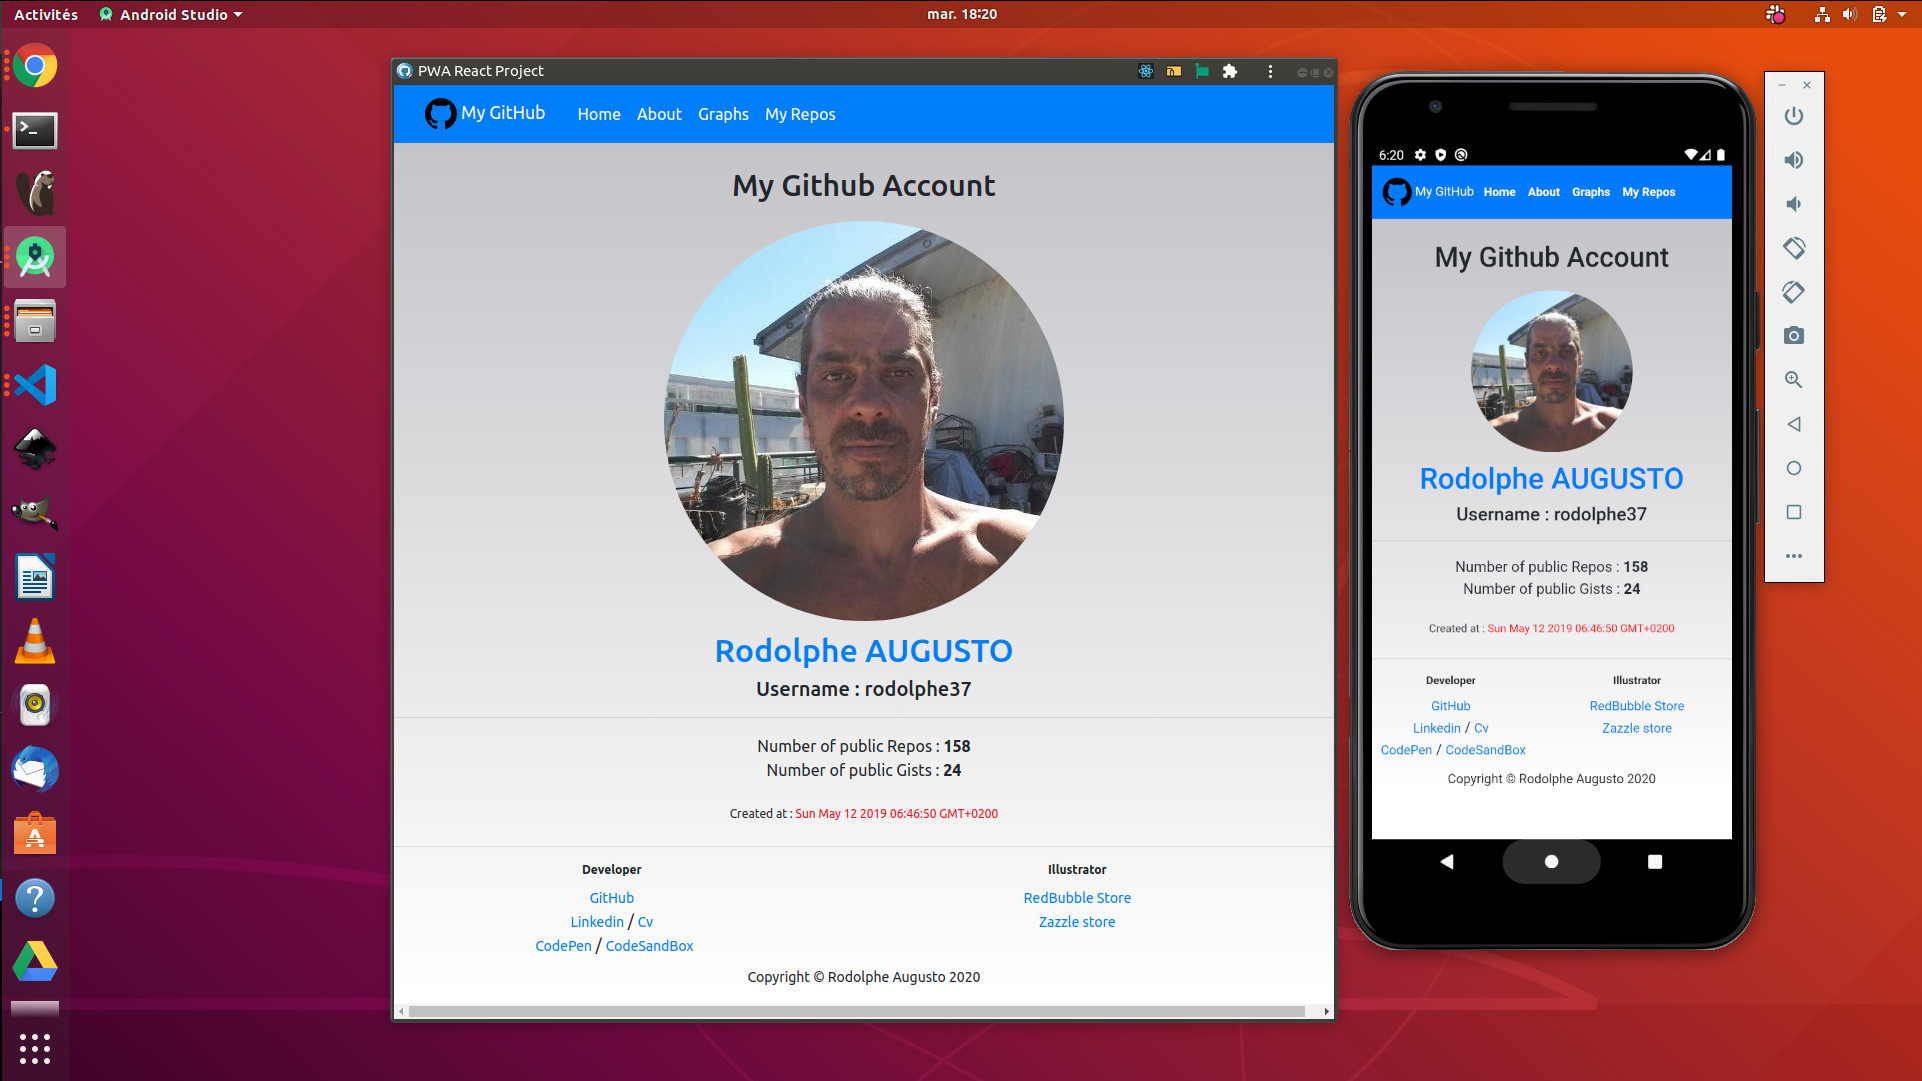 Activités
Android Studio
mar. 18:20
PWA React Project
My GitHub
Home
About
Graphs
My Repos
My Github Account
Rodolphe AUGUSTO
Username : rodolphe37
Number of public Repos : 158
Number of public Gists : 24
Created at : Sun May 12 2019 06:46:50 GMT+0200
Developer
GitHub
Linkedin / Cv
CodePen / CodeSandBox
Illustrator
RedBubble Store
Zazzle store
Copyright © Rodolphe Augusto 2020
6:20
My GitHub
Home
About
Graphs
My Repos
My Github Account
Rodolphe AUGUSTO
Username : rodolphe37
Number of public Repos : 158
Number of public Gists : 24
Created at : Sun May 12 2019 06:46:50 GMT+0200
Developer
GitHub
Linkedin / Cv
CodePen / CodeSandBox
Illustrator
RedBubble Store
Zazzle store
Copyright © Rodolphe Augusto 2020